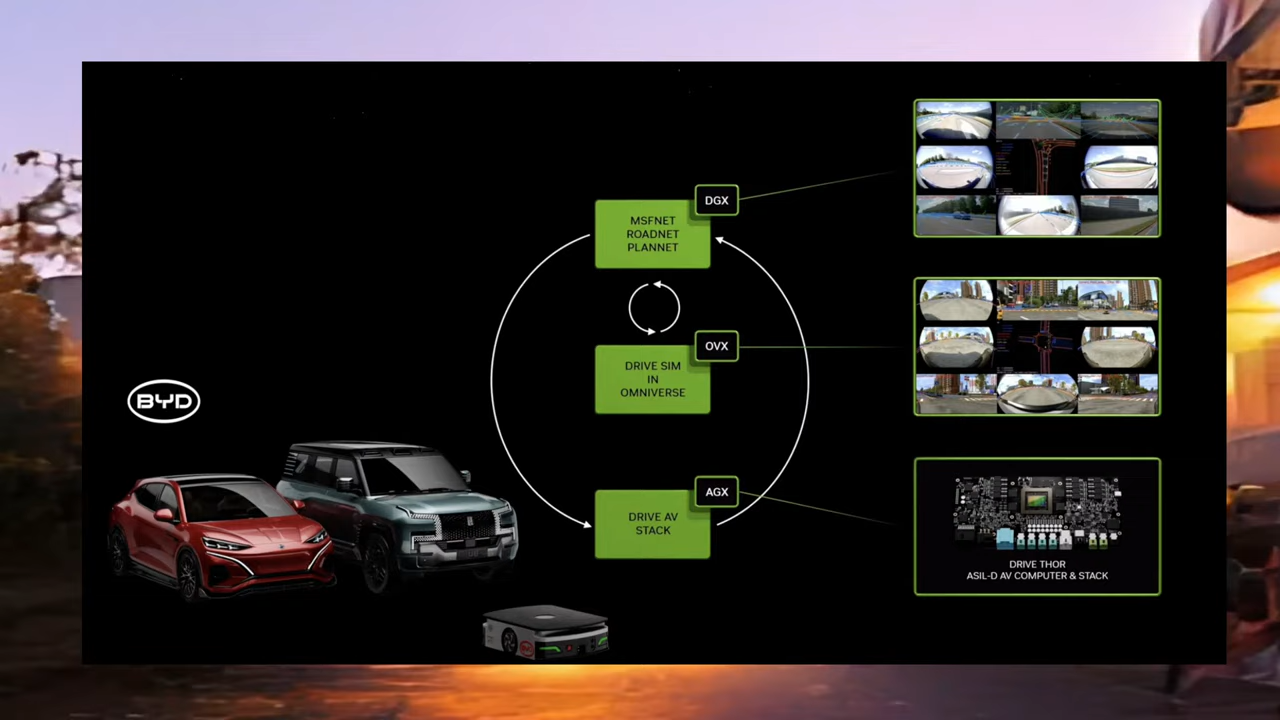 BYD
MSFNET
ROADNET
PLANNET
DGX
DRIVE SIM
IN
OMNIVERSE
OVX
DRIVE AV
STACK
AGX
DRIVE THOR
ASIL-D AV COMPUTER & STACK